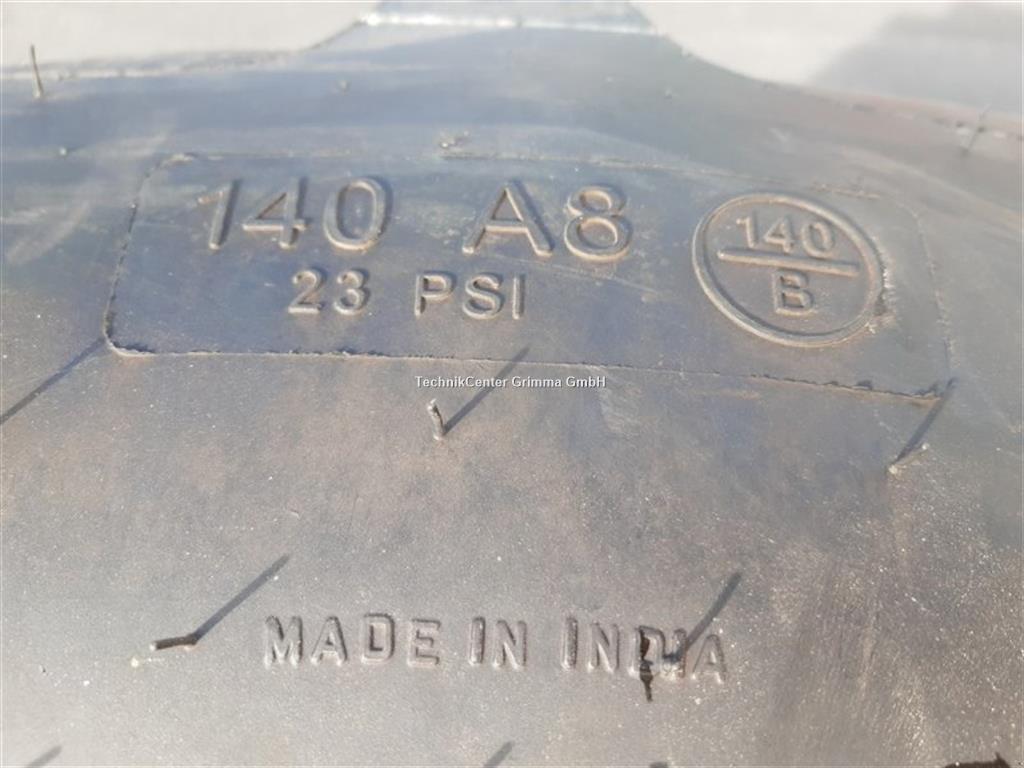 140 A8
23 PSI
140
B
TechnikCenter Grimma GmbH
MADE IN INDIA